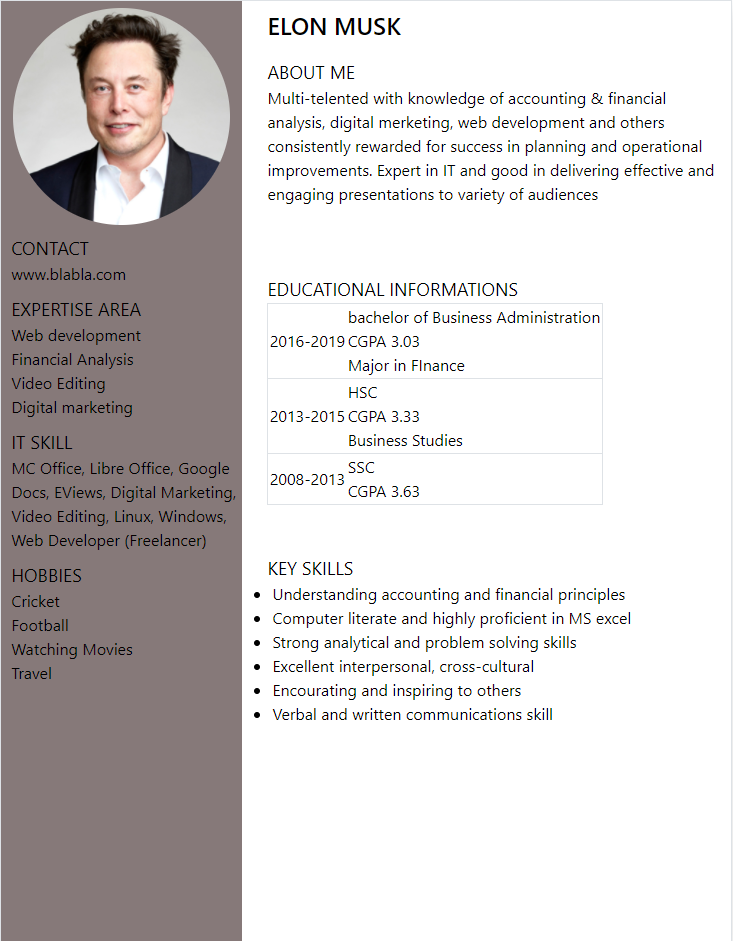 ELON MUSK
ABOUT ME
Multi-telented with knowledge of accounting & financial
analysis, digital merketing, web development and others
consistently rewarded for success in planning and operational
improvements. Expert in IT and good in delivering effective and
engaging presentations to variety of audiences
CONTACT
www.blabla.com
EXPERTISE AREA
Web development
Financial Analysis
Video Editing
Digital marketing
IT SKILL
MC Office, Libre Office, Google
Docs, EViews, Digital Marketing,
Video Editing, Linux, Windows,
Web Developer (Freelancer)
HOBBIES
Cricket
Football
Watching Movies
Travel
EDUCATIONAL INFORMATIONS
bachelor of Business Administration
2016-2019 CGPA 3.03
Major in FInance
HSC
2013-2015 CGPA 3.33
Business Studies
SSC
2008-2013
CGPA 3.63
KEY SKILLS
• Understanding accounting and financial principles
• Computer literate and highly proficient in MS excel
• Strong analytical and problem solving skills
• Excellent interpersonal, cross-cultural
• Encourating and inspiring to others
• Verbal and written communications skill